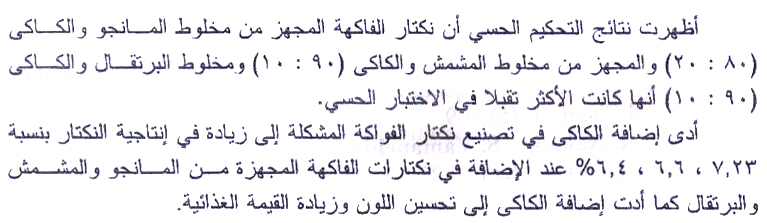 أظهرت نتائج التحكيم الحسي أن نكتار الفاكهة المجهز من مخلوط المانجو والكاكى
(٨٠ : ٢٠) والمجهز من مخلوط المشمش والكاكى (٩٠ : ١٠) ومخلوط البرتقال والكاكى
(٩٠ : ١٠) أنها كانت الأكثر تقبلا في الاختبار الحسي.
أدى إضافة الكاكى في تصنيع نكتار الفواكة المشكلة إلى زيادة في إنتاجية النكتار بنسبة
٧,٢٣ ، ٦,٦ ، ٦,٤% عند الإضافة في نكتارات الفاكهة المجهزة من المانجو والمشمش
والبرتقال كما أدت إضافة الكاكي إلى تحسين اللون وزيادة القيمة الغذائية.